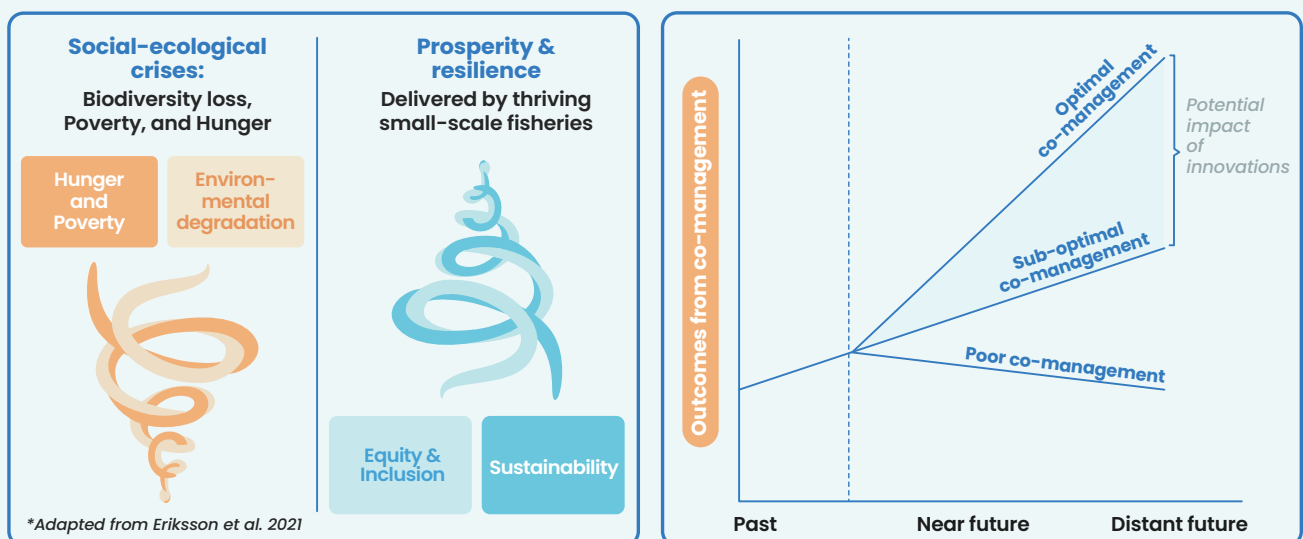 Social-ecological
crises:
Biodiversity loss,
Poverty, and Hunger
Hunger
and
Poverty
Environ-
mental
degradation
*Adapted from Eriksson et al. 2021
Prosperity &
resilience
Delivered by thriving
small-scale fisheries
Equity &
Inclusion
Sustainability
Outcomes from co-management
Optimal
co-management
Potential
impact
of
innovations
Sub-optimal
co-management
Poor co-management
Past
Near future
Distant future